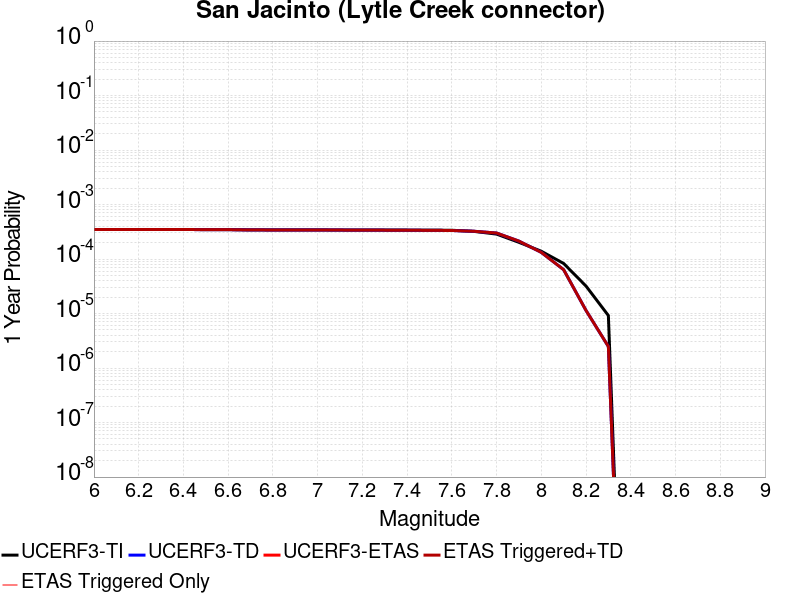 San Jacinto (Lytle Creek connector)
10^0
10^-1
10^-2
10^-3
10^-4
10^-5
10^-6
10^-7
10^-8
1 Year Probability
6 6.2 6.4 6.6 6.8 7 7.2 7.4 7.6 7.8 8 8.2 8.4 8.6 8.8 9
Magnitude
UCERF3-TI UCERF3-TD UCERF3-ETAS ETAS Triggered+TD
ETAS Triggered Only